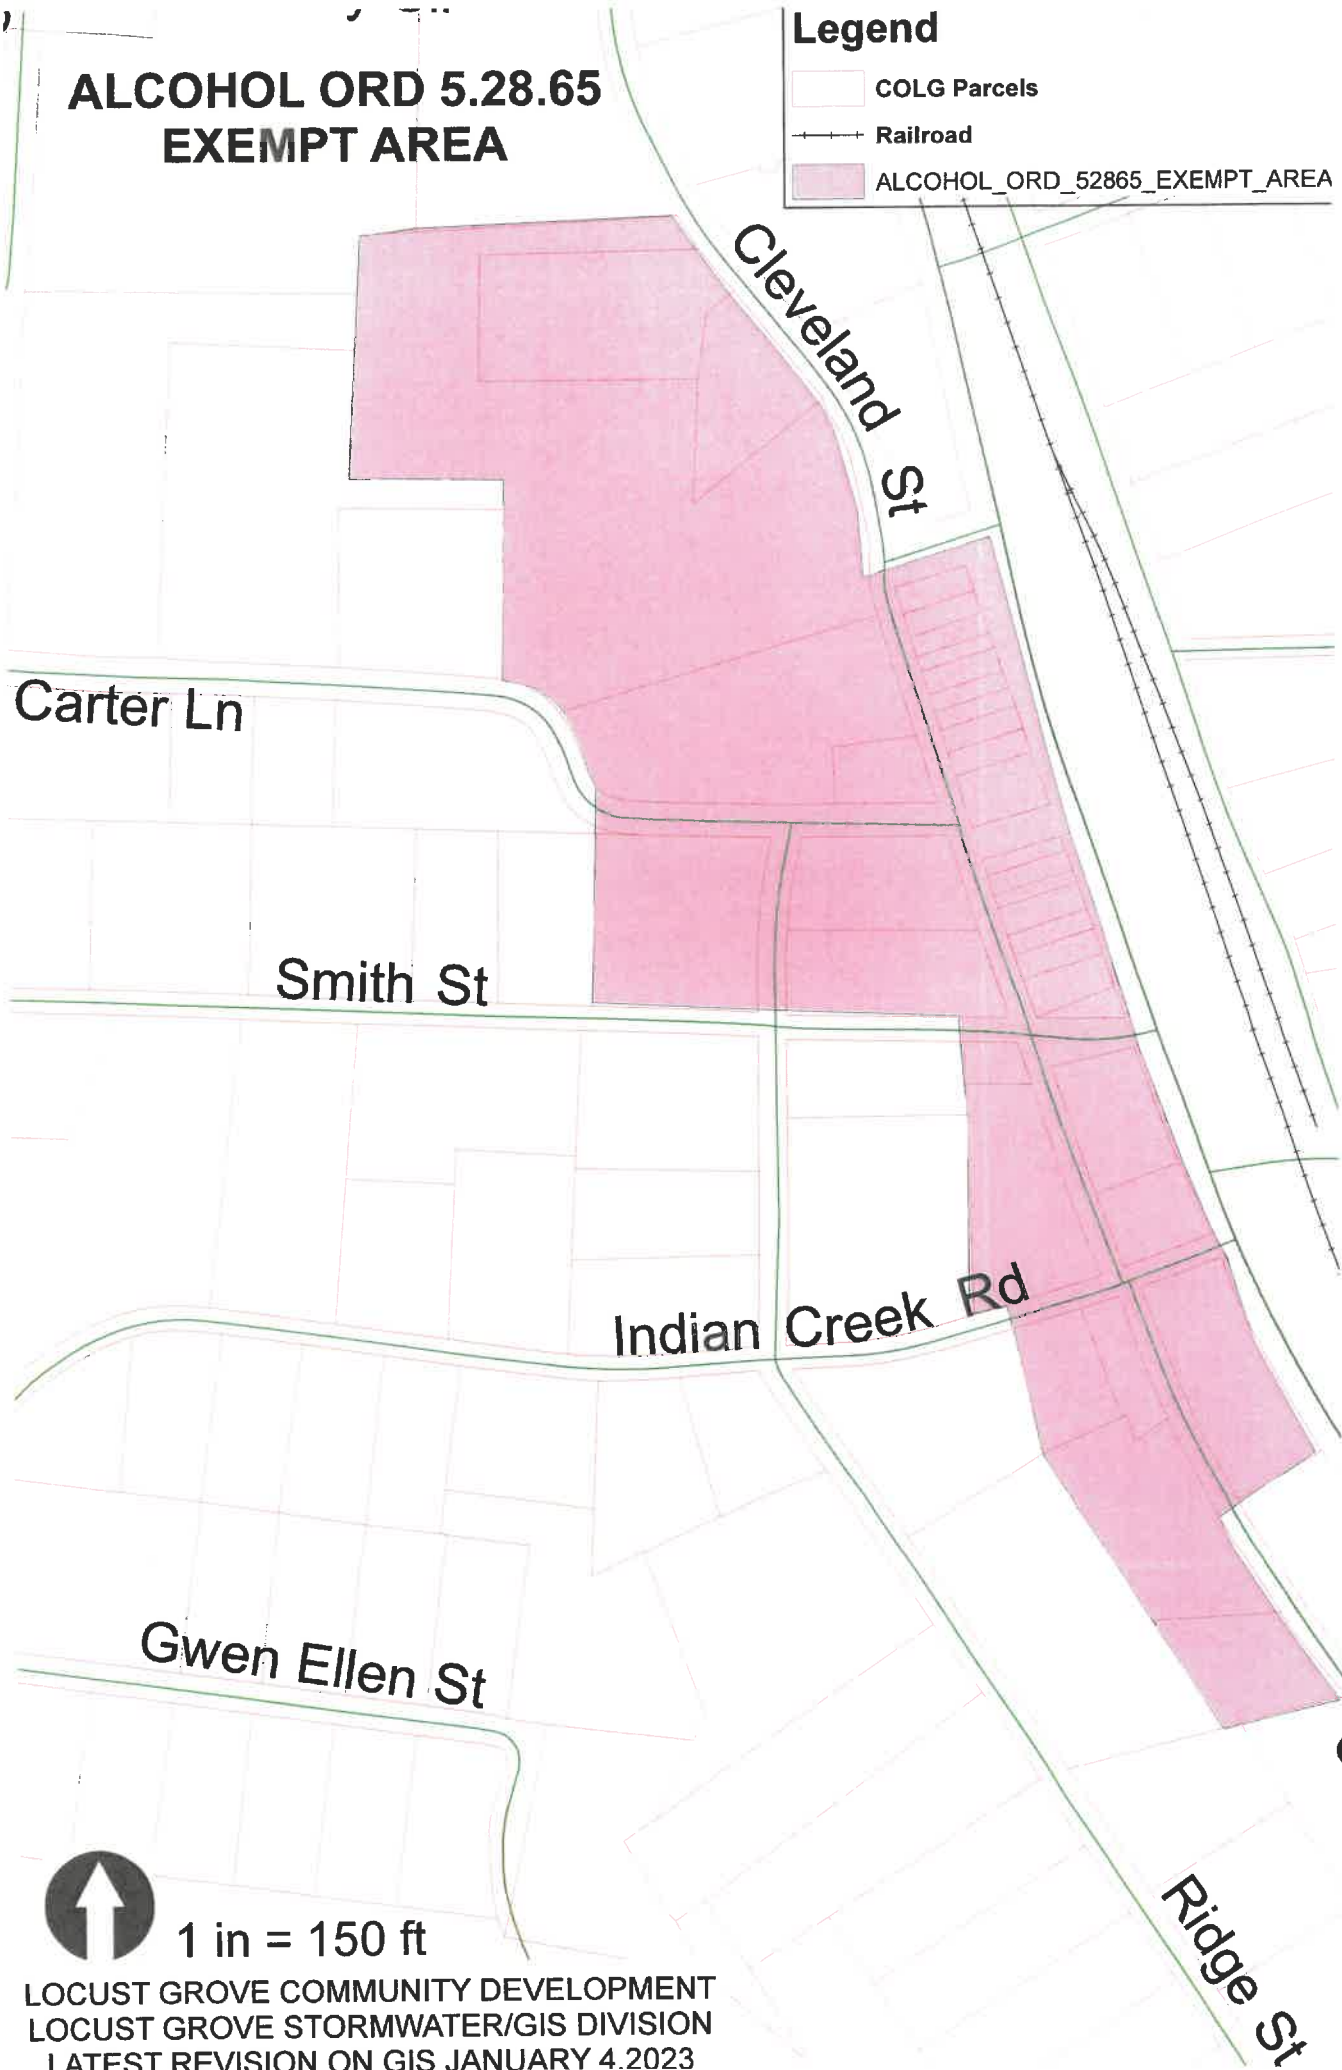 ALCOHOL ORD 5.28.65
EXEMPT AREA
Legend
COLG Parcels
Railroad
ALCOHOL_ORD_52865_EXEMPT_AREA
Cleveland St
Carter Ln
Smith St
Indian Creek Rd
Gwen Ellen St
Ridge St
1 in = 150 ft
LOCUST GROVE COMMUNITY DEVELOPMENT
LOCUST GROVE STORMWATER/GIS DIVISION
LATEST REVISION ON GIS JANUARY 4,2023